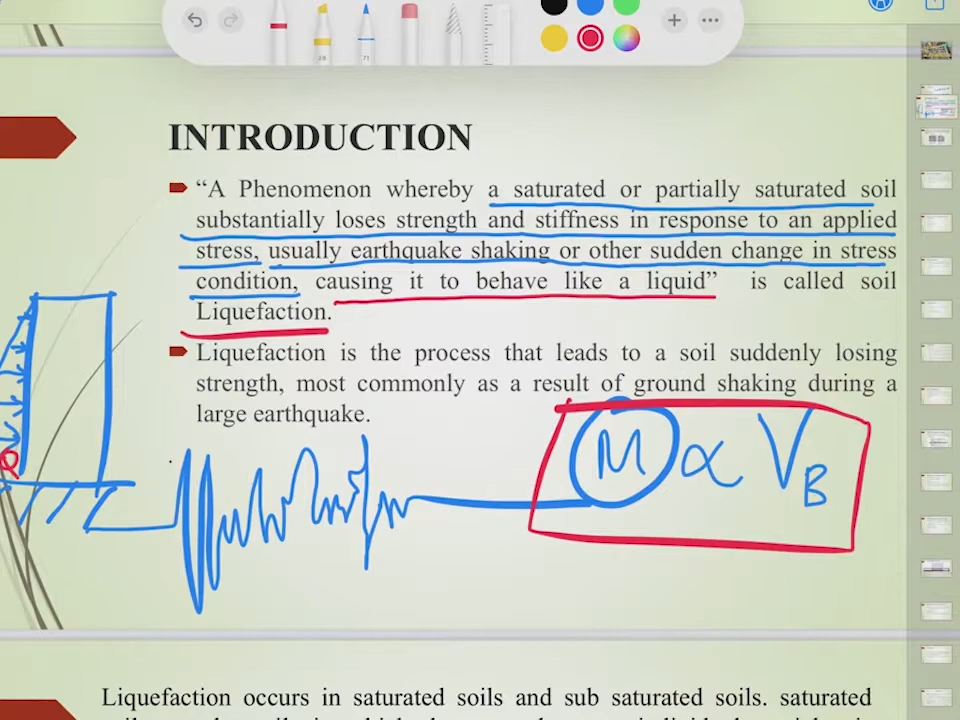 INTRODUCTION
“A Phenomenon whereby a saturated or partially saturated soil
substantially loses strength and stiffness in response to an applied
stress, usually earthquake shaking or other sudden change in stress
condition, causing it to behave like a liquid” is called soil
Liquefaction.
Liquefaction is the process that leads to a soil suddenly losing
strength, most commonly as a result of ground shaking during a
large earthquake.
M ∝ VB
Liquefaction occurs in saturated soils and sub saturated soils. saturated